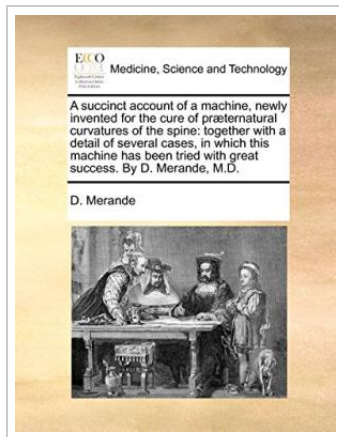 ECCO
Medicine, Science and Technology
A succinct account of a machine, newly
invented for the cure of præternatural
curvatures of the spine: together with a
detail of several cases, in which this
machine has been tried with great
success. By D. Merande, M.D.
D. Merande